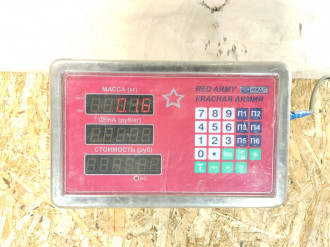 МАССА (кг)
0.16
RED ARMY
КРАСНАЯ АРМИЯ
ЦЕНА (руб/кг)
СТОИМОСТЬ (руб)
7 8 9 П1 П2
4 5 6 П3 П4
1 2 3 П5 П6
0
T